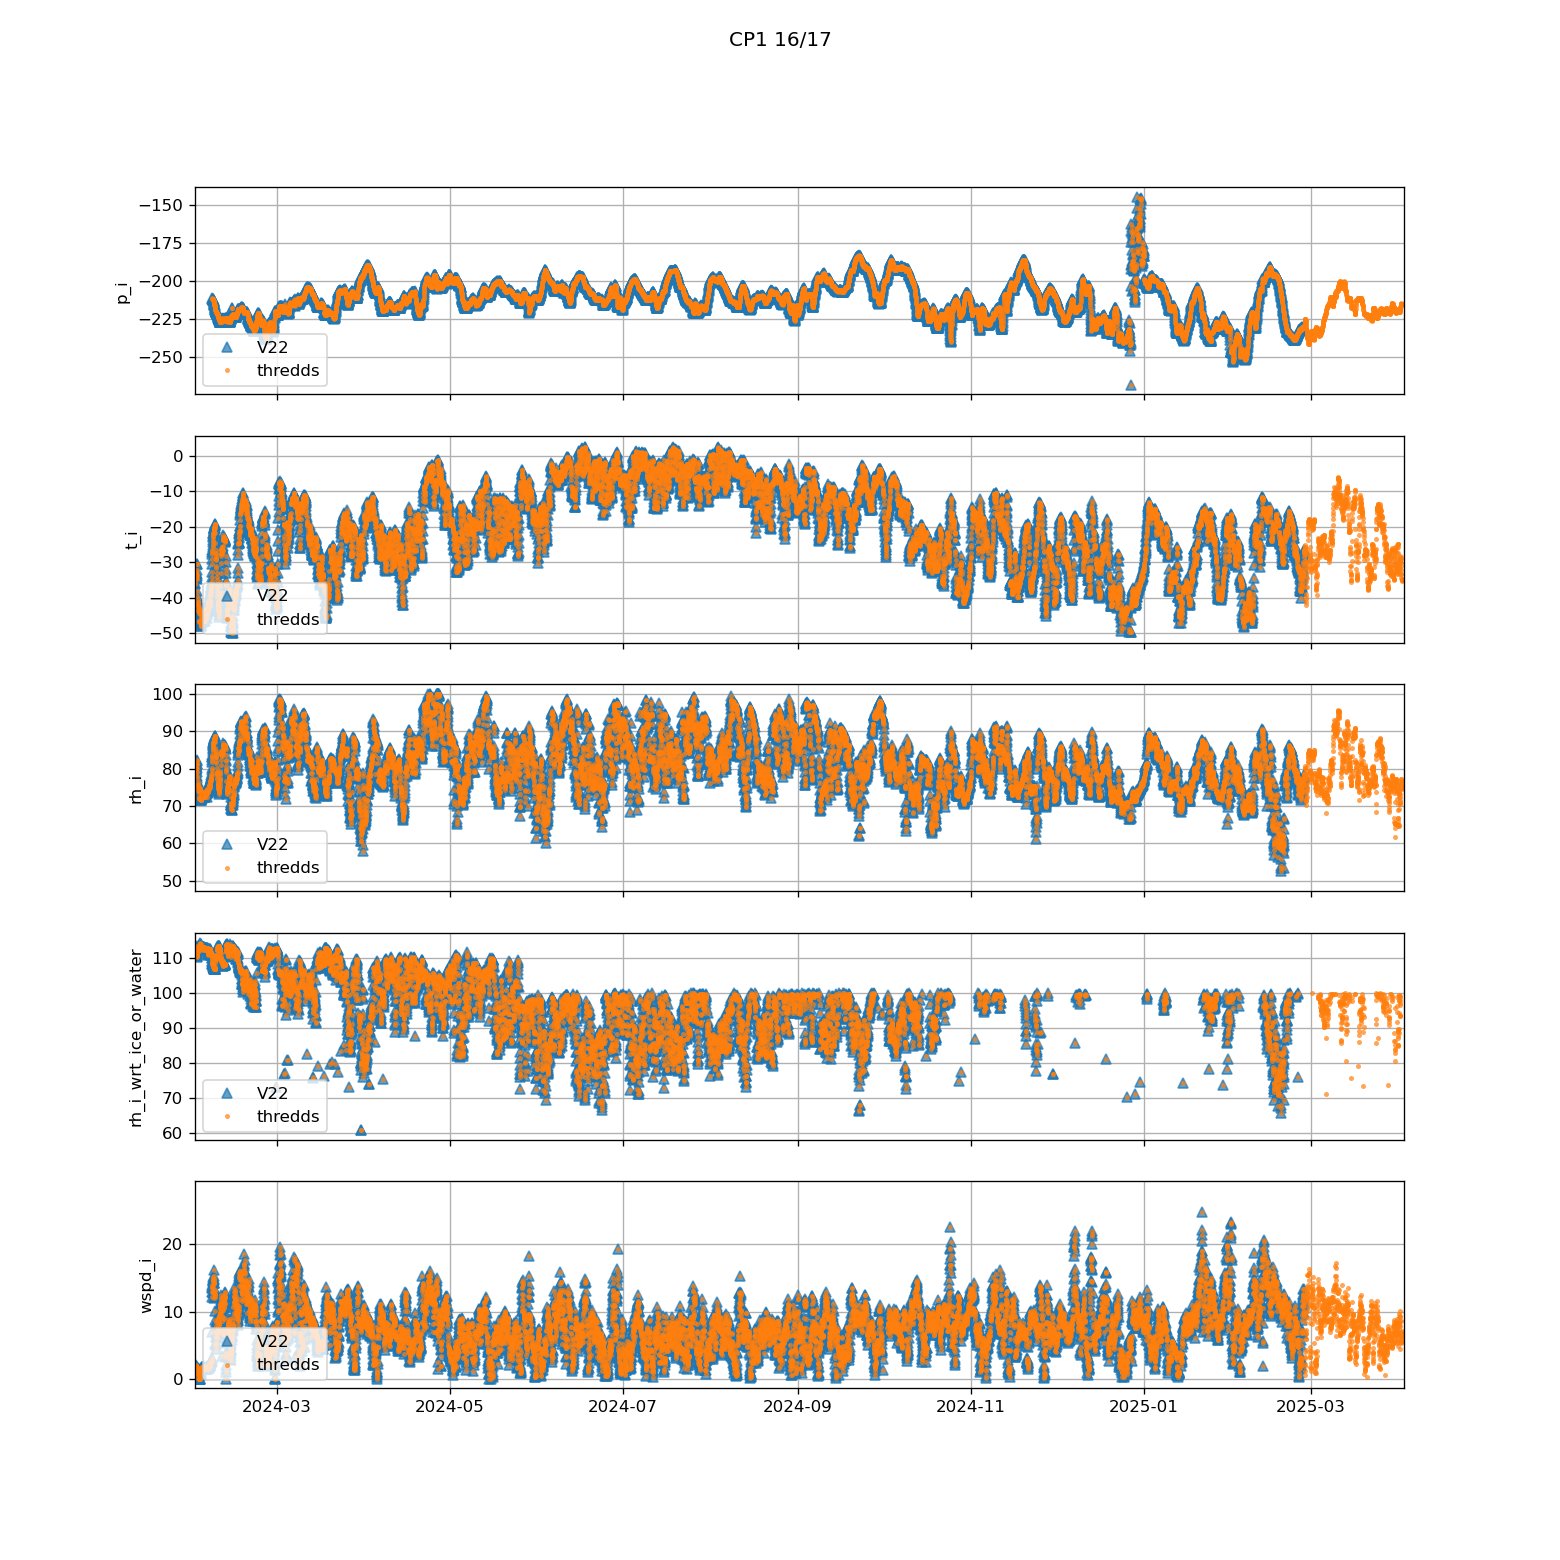 CP1 16/17
−150
−175
−200
−225
−250
p_i
V22
thredds
0
−10
−20
−30
−40
−50
t_i
V22
thredds
100
90
80
70
60
50
rh_i
V22
thredds
110
100
90
80
70
60
rh_i_wrt_ice_or_water
V22
thredds
20
10
0
wspd_i
V22
thredds
2024-03 2024-05 2024-07 2024-09 2024-11 2025-01 2025-03